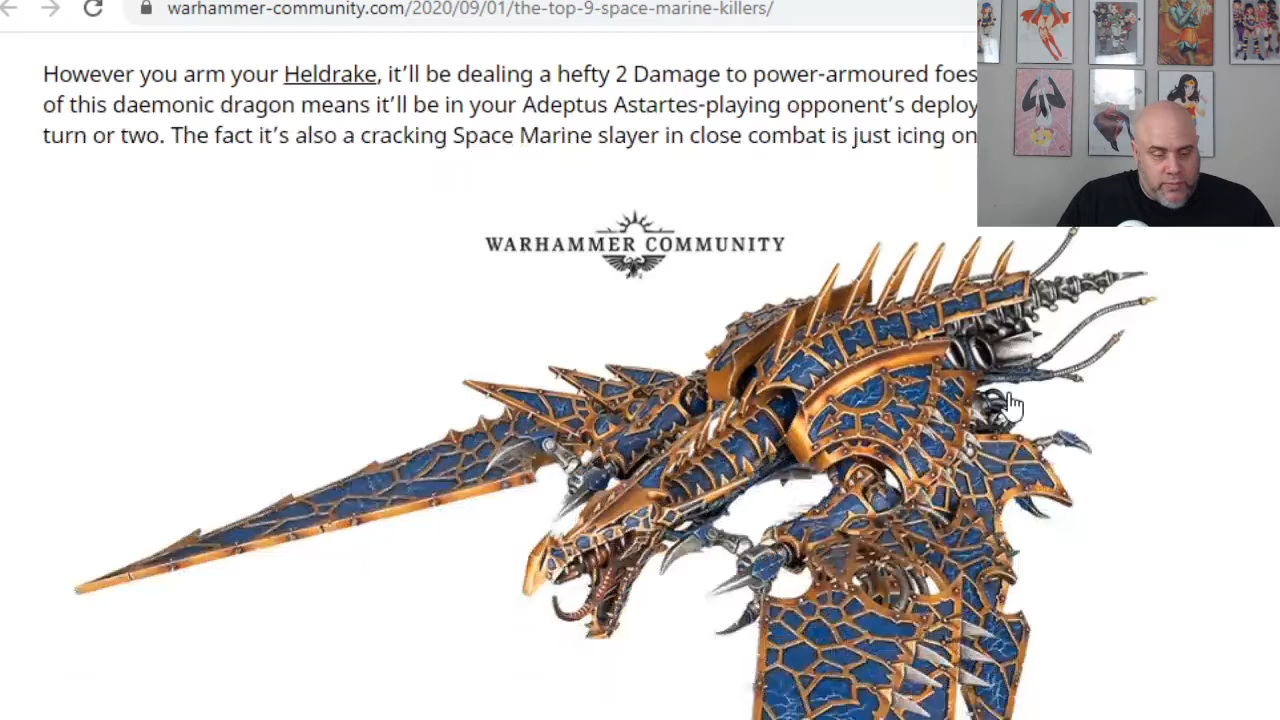 warhammer-community.com/2020/09/01/the-top-9-space-marine-killers/
However you arm your Heldrake, it’ll be dealing a hefty 2 Damage to power-armoured foes
of this daemonic dragon means it’ll be in your Adeptus Astartes-playing opponent’s deploy
turn or two. The fact it’s also a cracking Space Marine slayer in close combat is just icing on
WARHAMMER COMMUNITY